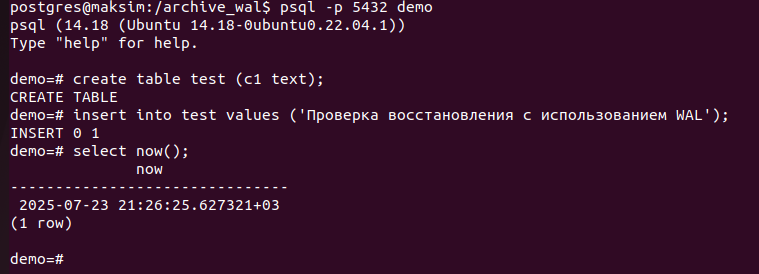 postgres@maksim:/archive_wal$ psql -p 5432 demo
psql (14.18 (Ubuntu 14.18-0ubuntu0.22.04.1))
Type "help" for help.
demo=# create table test (c1 text);
CREATE TABLE
demo=# insert into test values ('Проверка восстановления с использованием WAL');
INSERT 0 1
demo=# select now();
now
-------------------------------
2025-07-23 21:26:25.627321+03
(1 row)
demo=#